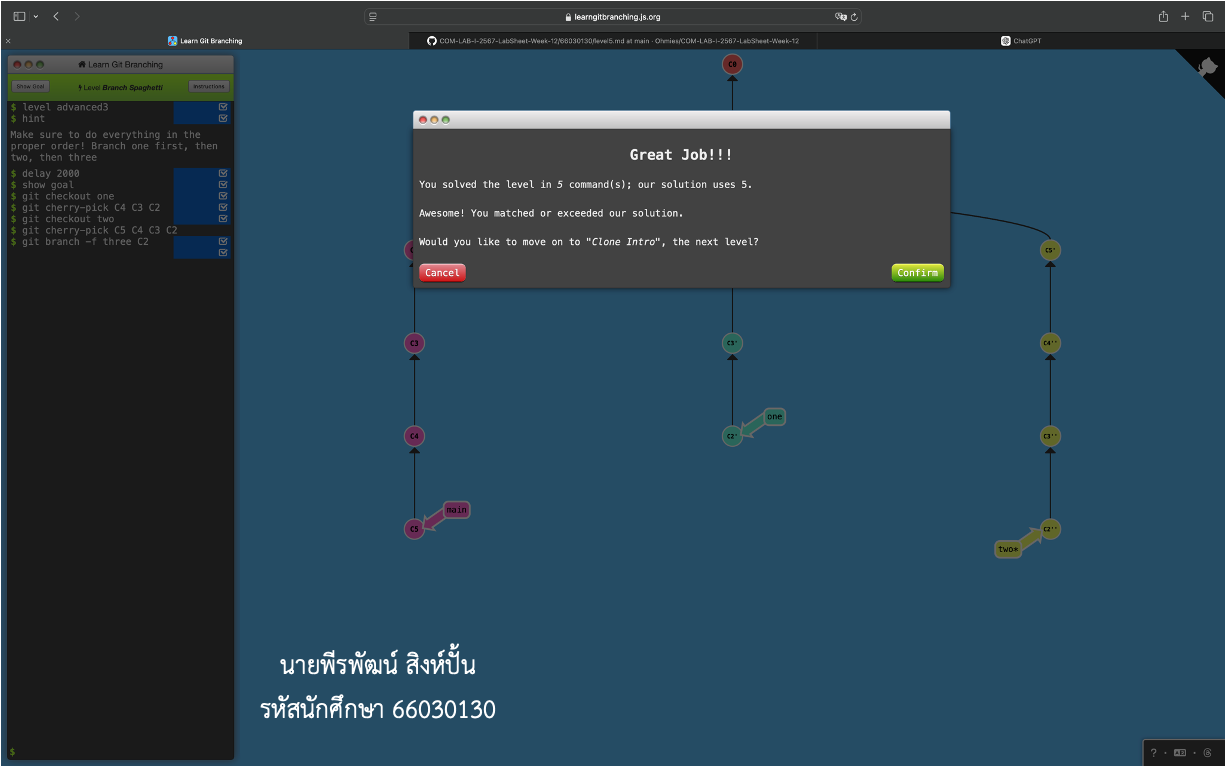 learngitbranching.js.org
Learn Git Branching
COM-LAB-I-2567-LabSheet-Week-12/66030130/level5.md at main · Ohmies/COM-LAB-I-2567-LabSheet-Week-12
ChatGPT
Learn Git Branching
Show Goal
Level Branch Spaghetti
Instructions
$ level advanced3
$ hint
Make sure to do everything in the
proper order! Branch one first, then
two, then three
$ delay 2000
$ show goal
$ git checkout one
$ git cherry-pick C4 C3 C2
$ git checkout two
$ git cherry-pick C5 C4 C3 C2
$ git branch -f three C2
$
C0
Great Job!!!
You solved the level in 5 command(s); our solution uses 5.
Awesome! You matched or exceeded our solution.
Would you like to move on to "Clone Intro", the next level?
Cancel
Confirm
C5'
C3
C3'
C4''
one
C4
C2'
C3''
main
C5
C2''
two*
นายพีรพัฒน์ สิงห์ปั้น
รหัสนักศึกษา 66030130
?